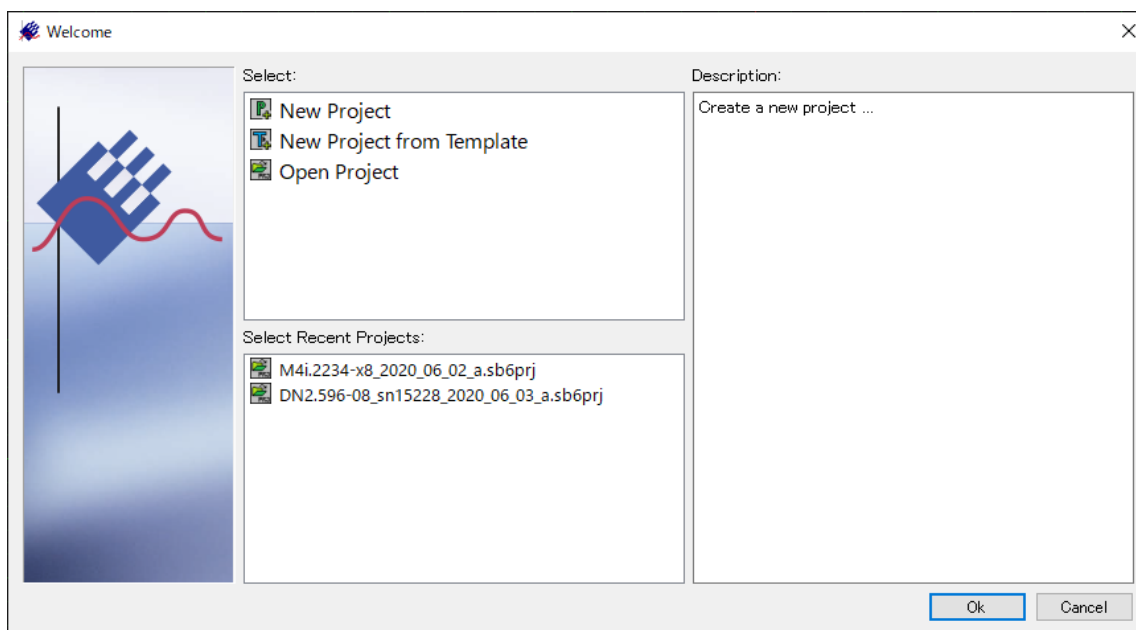 Welcome
Select:
New Project
New Project from Template
Open Project
Select Recent Projects:
M4i.2234-x8_2020_06_02_a.sb6prj
DN2.596-08_sn15228_2020_06_03_a.sb6prj
Description:
Create a new project ...
Ok
Cancel